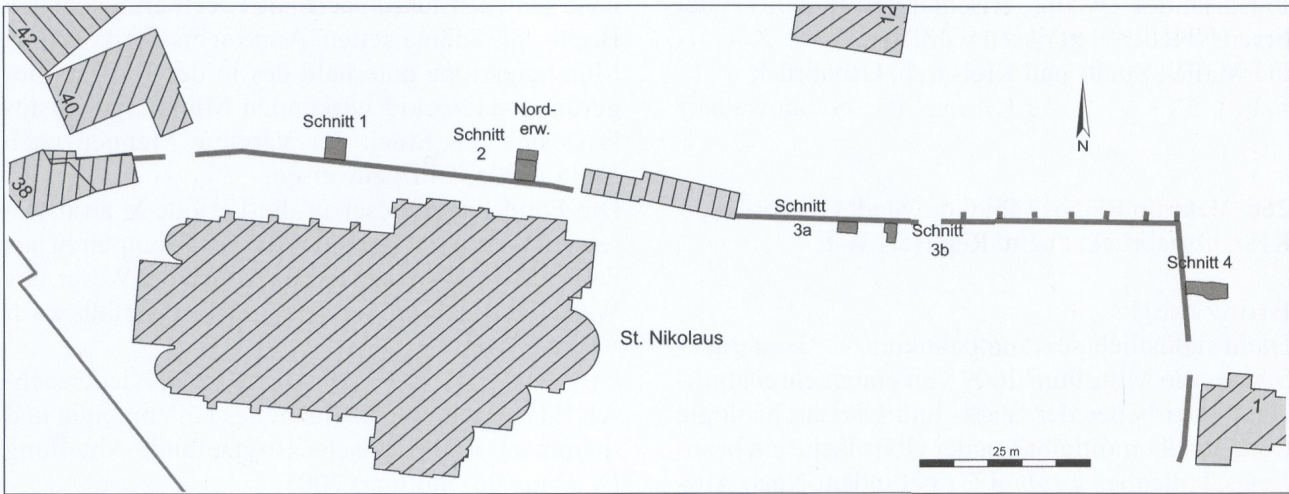 42
40
38
12
Schnitt 1
Schnitt
2
Nord-
erw.
N
Schnitt
3a
Schnitt
3b
Schnitt 4
St. Nikolaus
1
25 m